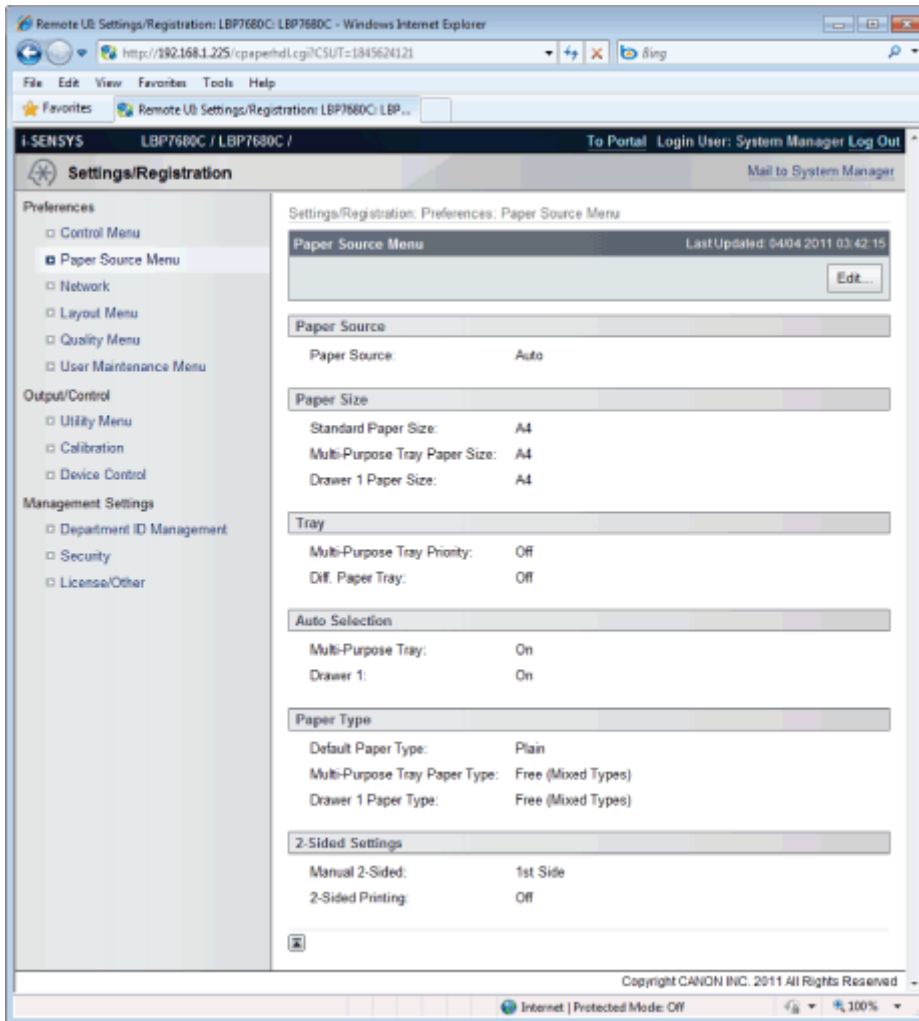 Remote UI: Settings/Registration: LBP7680C: LBP7680C - Windows Internet Explorer
http://192.168.1.225/cpaperhdl.cgi?CSUT=1845624121
Bing
File Edit View Favorites Tools Help
Favorites Remote UI: Settings/Registration: LBP7680C: LBP...
i-SENSYS LBP7680C / LBP7680C / To Portal Login User: System Manager Log Out
Settings/Registration Mail to System Manager
Preferences
Control Menu
Paper Source Menu
Network
Layout Menu
Quality Menu
User Maintenance Menu
Output/Control
Utility Menu
Calibration
Device Control
Management Settings
Department ID Management
Security
License/Other
Settings/Registration: Preferences: Paper Source Menu
Paper Source Menu Last Updated: 04/04 2011 03:42:15
Edit...
Paper Source
Paper Source: Auto
Paper Size
Standard Paper Size: A4
Multi-Purpose Tray Paper Size: A4
Drawer 1 Paper Size: A4
Tray
Multi-Purpose Tray Priority: Off
Diff. Paper Tray: Off
Auto Selection
Multi-Purpose Tray: On
Drawer 1: On
Paper Type
Default Paper Type: Plain
Multi-Purpose Tray Paper Type: Free (Mixed Types)
Drawer 1 Paper Type: Free (Mixed Types)
2-Sided Settings
Manual 2-Sided: 1st Side
2-Sided Printing: Off
Copyright CANON INC. 2011 All Rights Reserved
Internet | Protected Mode: Off 100%